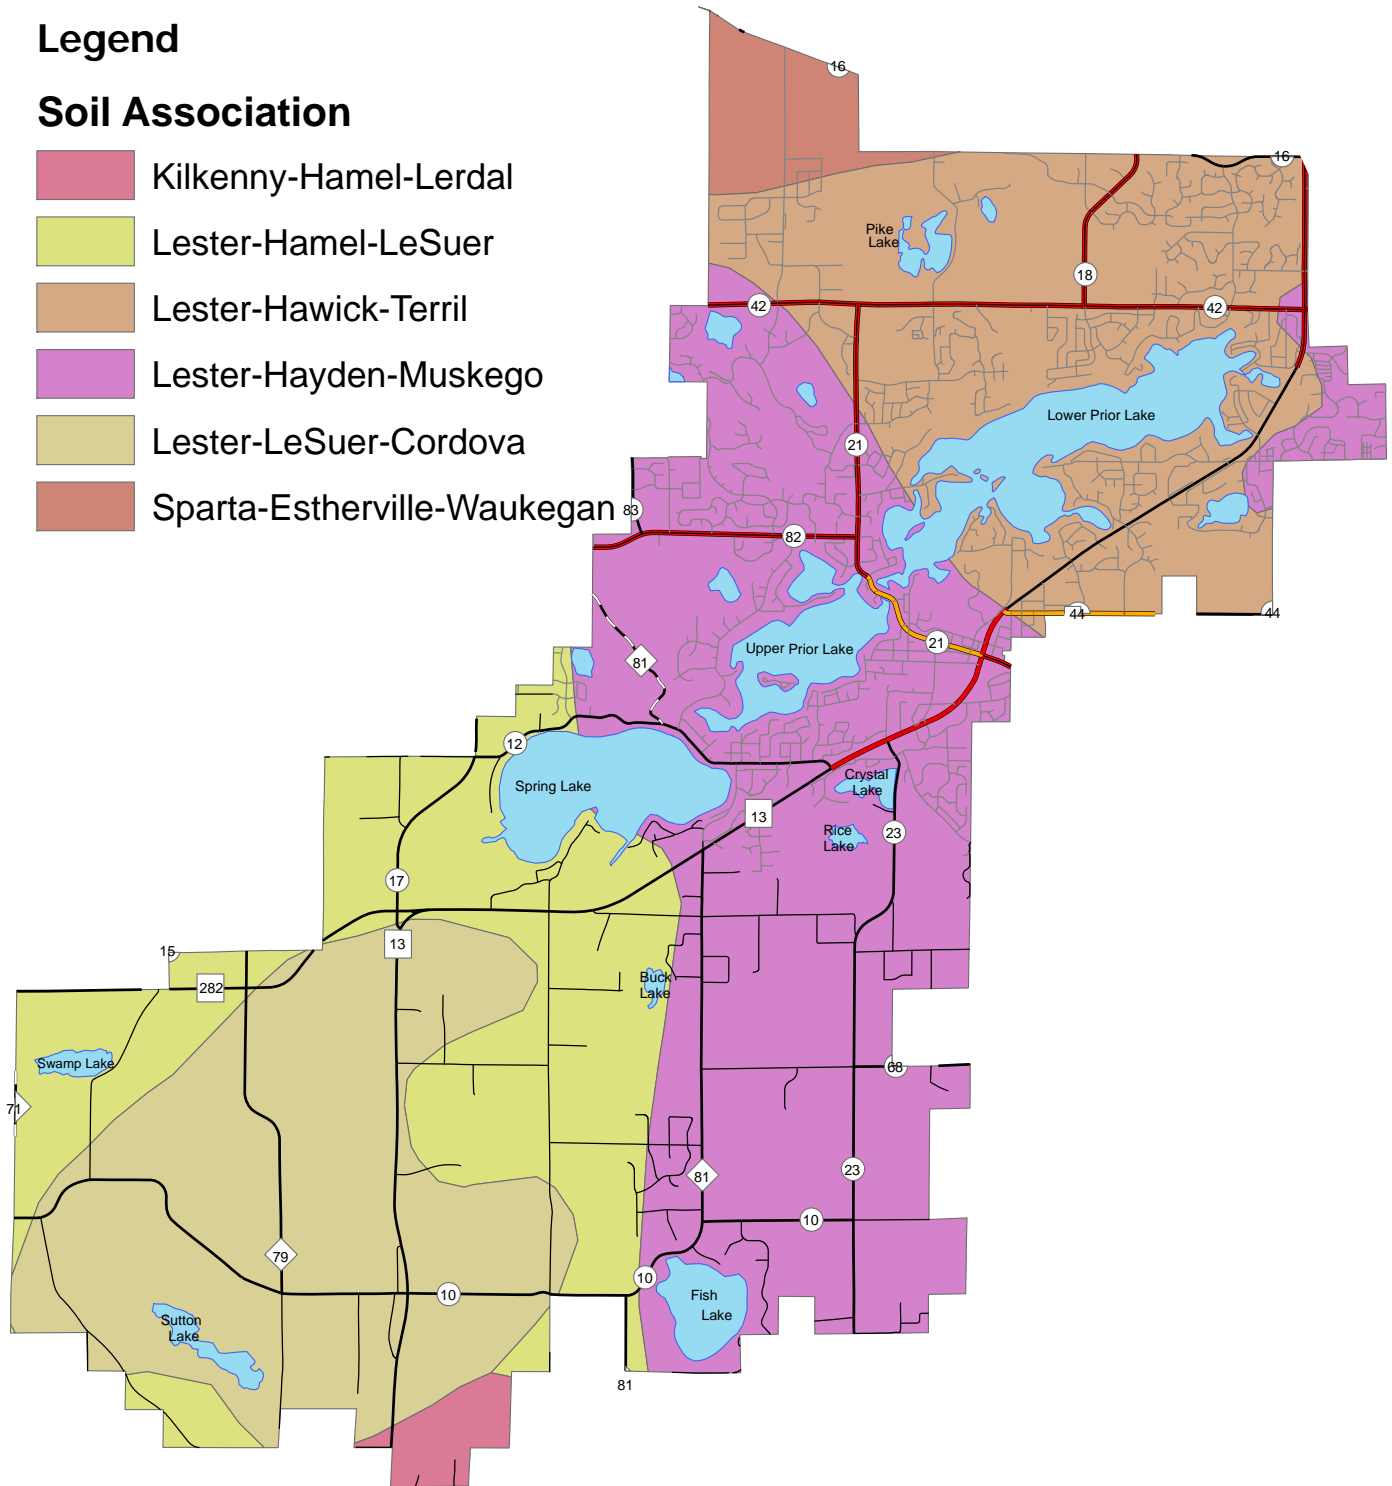 Legend
Soil Association
Kilkenny-Hamel-Lerdal
Lester-Hamel-LeSuer
Lester-Hawick-Terril
Lester-Hayden-Muskego
Lester-LeSuer-Cordova
Sparta-Estherville-Waukegan
16
16
Pike
Lake
18
42
42
Lower Prior Lake
21
83
82
44
44
21
Upper Prior Lake
81
12
Spring Lake
Crystal
Lake
13
Rice
Lake
23
17
13
15
282
Buck
Lake
Swamp Lake
68
71
81
23
10
79
10
10
Fish
Lake
Sutton
Lake
81